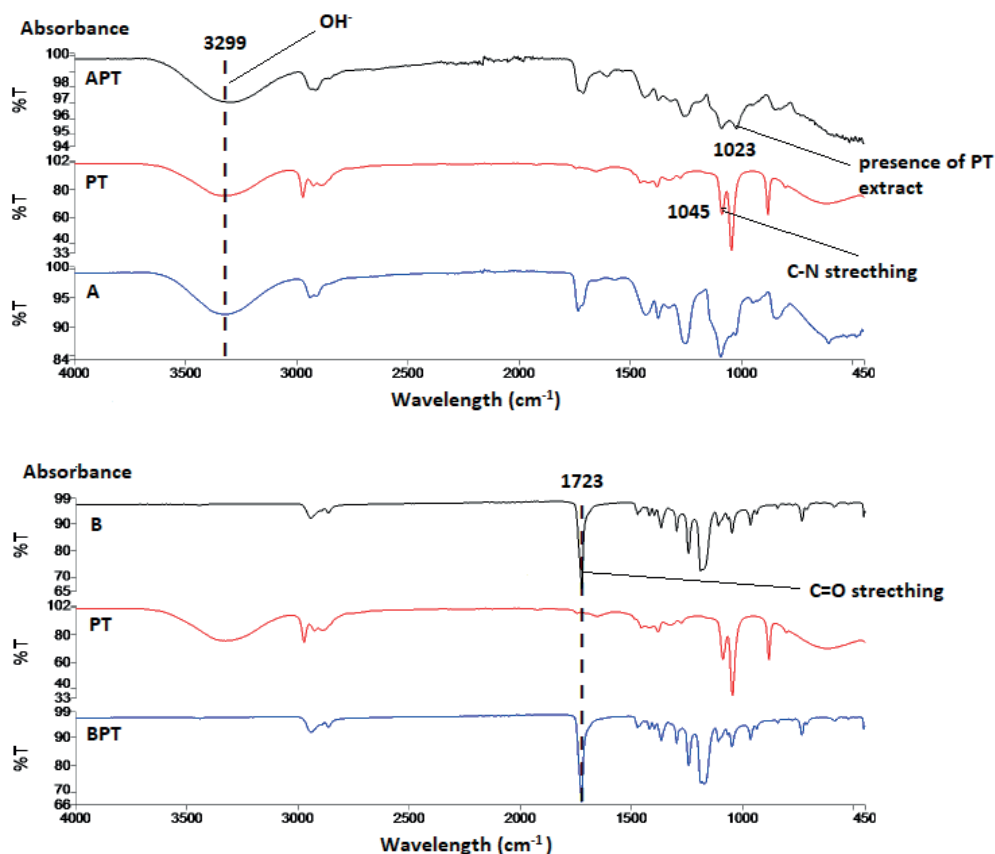 Absorbance
OH-
3299
100
APT
98
97
96
95
94
%T
1023
presence of PT
extract
102
PT
80
60
40
33
%T
1045
C-N strecthing
100
A
95
90
84
%T
4000 3500 3000 2500 2000 1500 1000 450
Wavelength (cm-1)
Absorbance
1723
99
B
90
80
70
65
%T
C=O strecthing
102
PT
80
60
40
33
%T
99
BPT
90
80
70
66
%T
4000 3500 3000 2500 2000 1500 1000 450
Wavelength (cm-1)